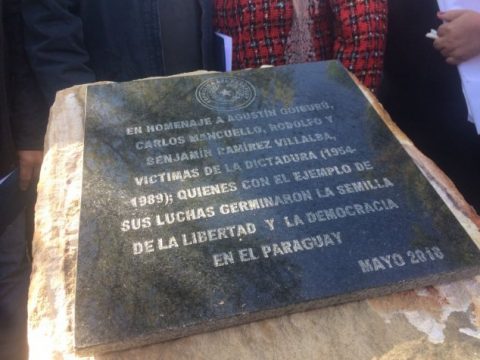 EN HOMENAJE A AGUSTÍN GOIBURÚ,
CARLOS MANCUELLO, RODOLFO Y
BENJAMÍN RAMÍREZ VILLALBA,
VICTIMAS DE LA DICTADURA (1954-
1989); QUIENES CON EL EJEMPLO DE
SUS LUCHAS GERMINARON LA SEMILLA
DE LA LIBERTAD Y LA DEMOCRACIA
EN EL PARAGUAY
MAYO 2018